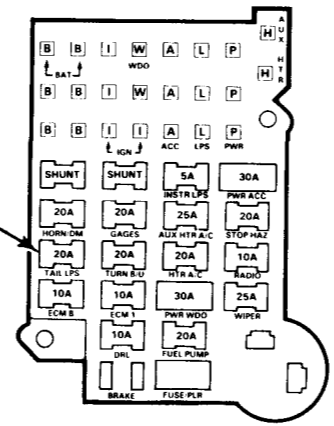 AUX HTR
H
B B I W A L P
BAT WDO
H
B B I W A L P
B B I I A L P
IGN ACC LPS PWR
SHUNT SHUNT 5A 30A
INSTR LPS PWR ACC
20A 20A 25A 20A
HORN/DM GAGES AUX HTR A/C STOP HAZ
20A 20A 20A 10A
TAIL LPS TURN B/U HTR A/C RADIO
10A 10A 30A 25A
ECM B ECM 1 PWR WDO WIPER
10A 20A
DRL FUEL PUMP
BRAKE FUSE/PLR